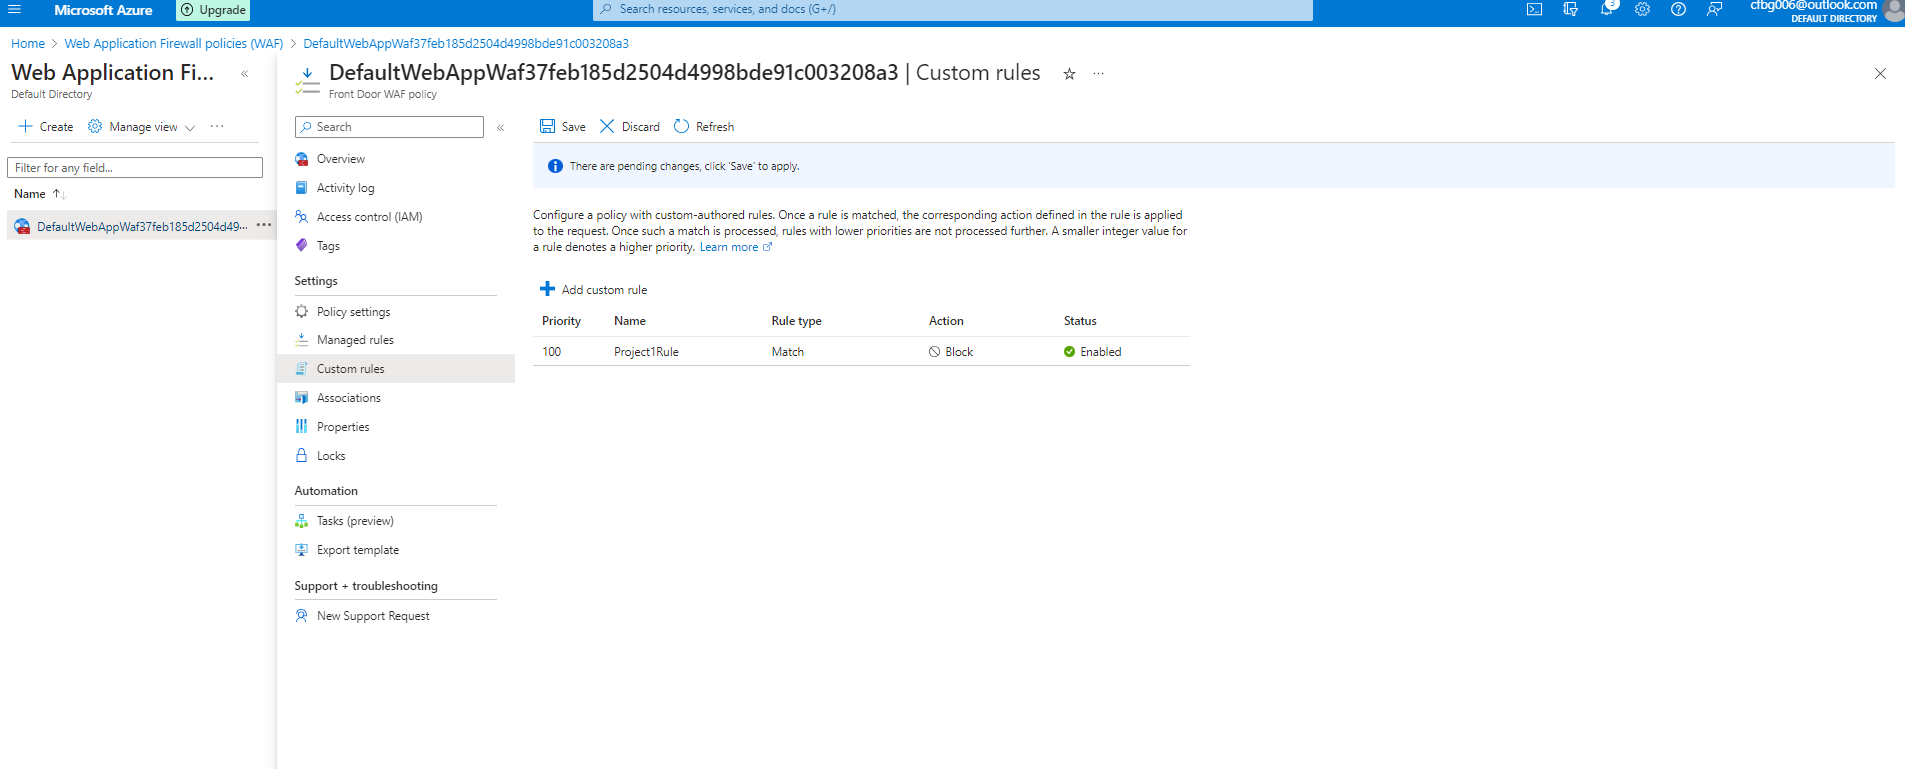 Microsoft Azure
Upgrade
Search resources, services, and docs (G+/)
3
cfbg006@outlook.com
DEFAULT DIRECTORY
Home > Web Application Firewall policies (WAF) > DefaultWebAppWaf37feb185d2504d4998bde91c003208a3
Web Application Fi...
Default Directory
Create
Manage view
Filter for any field...
Name
DefaultWebAppWaf37feb185d2504d49...
DefaultWebAppWaf37feb185d2504d4998bde91c003208a3 | Custom rules
Front Door WAF policy
Search
Overview
Activity log
Access control (IAM)
Tags
Settings
Policy settings
Managed rules
Custom rules
Associations
Properties
Locks
Automation
Tasks (preview)
Export template
Support + troubleshooting
New Support Request
Save
Discard
Refresh
There are pending changes, click 'Save' to apply.
Configure a policy with custom-authored rules. Once a rule is matched, the corresponding action defined in the rule is applied
to the request. Once such a match is processed, rules with lower priorities are not processed further. A smaller integer value for
a rule denotes a higher priority. Learn more
Add custom rule
Priority Name Rule type Action Status
100 Project1Rule Match Block Enabled